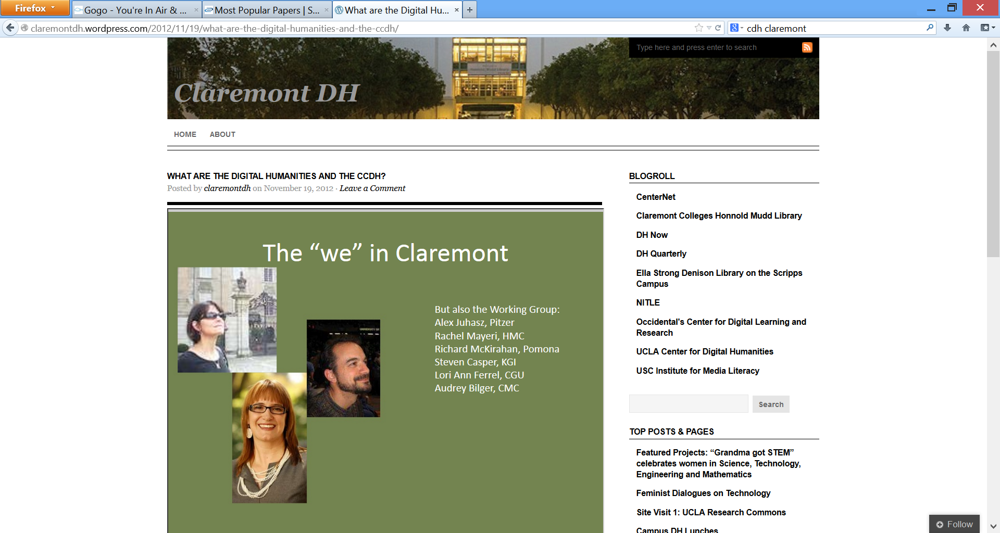 Firefox
Gogo - You're In Air & ...
Most Popular Papers | S...
What are the Digital Hu...
claremontdh.wordpress.com/2012/11/19/what-are-the-digital-humanities-and-the-ccdh/
cdh claremont
Type here and press enter to search
Claremont DH
HOME
ABOUT
WHAT ARE THE DIGITAL HUMANITIES AND THE CCDH?
Posted by claremontdh on November 19, 2012 · Leave a Comment
The “we” in Claremont
But also the Working Group:
Alex Juhasz, Pitzer
Rachel Mayeri, HMC
Richard McKirahan, Pomona
Steven Casper, KGI
Lori Ann Ferrel, CGU
Audrey Bilger, CMC
UNIVERSITY OF
BLOGROLL
CenterNet
Claremont Colleges Honnold Mudd Library
DH Now
DH Quarterly
Ella Strong Denison Library on the Scripps
Campus
NITLE
Occidental's Center for Digital Learning and
Research
UCLA Center for Digital Humanities
USC Institute for Media Literacy
Search
TOP POSTS & PAGES
Featured Projects: “Grandma got STEM”
celebrates women in Science, Technology,
Engineering and Mathematics
Feminist Dialogues on Technology
Site Visit 1: UCLA Research Commons
Campus DH Lunches
Follow